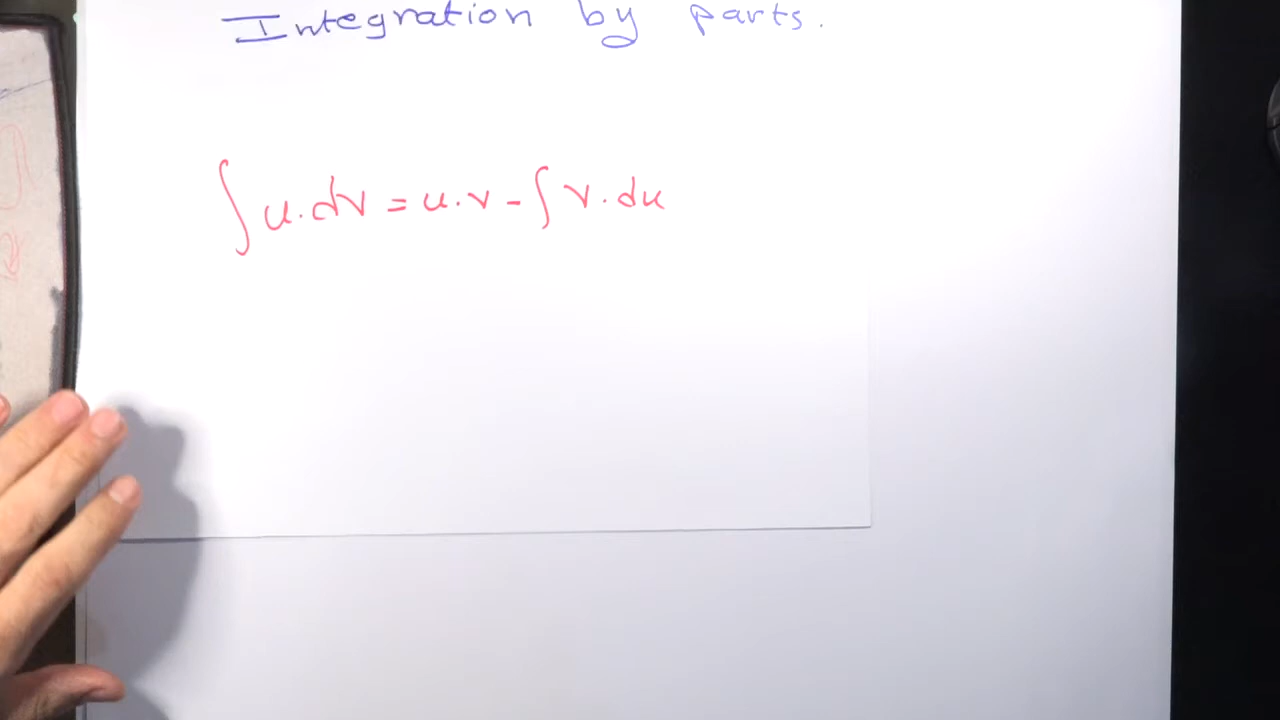 Integration by parts.
∫ u.dv = u.v - ∫ v.du